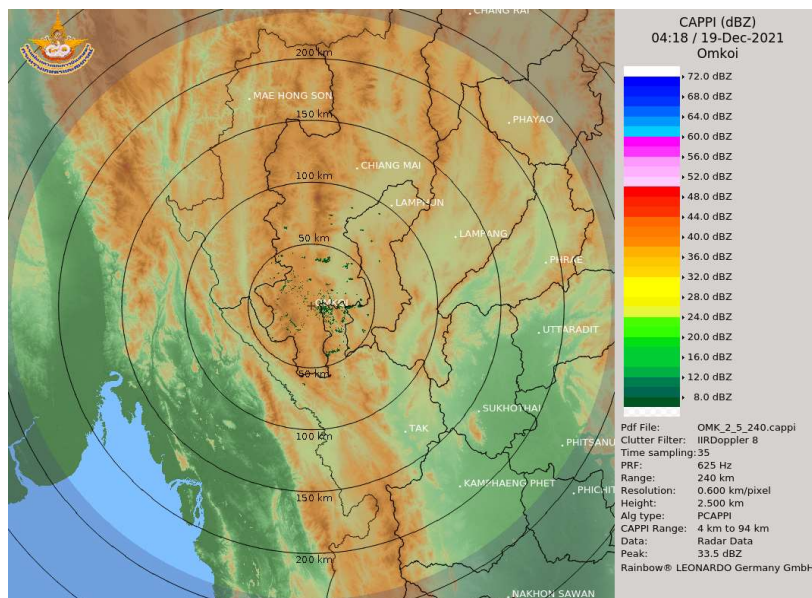 CAPPI (dBZ)
04:18 / 19-Dec-2021
Omkoi
72.0 dBZ
68.0 dBZ
64.0 dBZ
60.0 dBZ
56.0 dBZ
52.0 dBZ
48.0 dBZ
44.0 dBZ
40.0 dBZ
36.0 dBZ
32.0 dBZ
28.0 dBZ
24.0 dBZ
20.0 dBZ
16.0 dBZ
12.0 dBZ
8.0 dBZ
Pdf File: OMK_2_5_240.cappi
Clutter Filter: IIRDoppler 8
Time sampling:35
PRF: 625 Hz
Range: 240 km
Resolution: 0.600 km/pixel
Height: 2.500 km
Alg type: PCAPPI
CAPPI Range: 4 km to 94 km
Data: Radar Data
Peak: 33.5 dBZ
Rainbow® LEONARDO Germany GmbH
CHANG RAI
200 km
MAE HONG SON
150 km
PHAYAO
CHIANG MAI
100 km
LAMPHUN
50 km
LAMPANG
PHRAE
OMKOI
UTTARADIT
50 km
SUKHOTHAI
100 km
TAK
PHITSANU
KAMPHAENG PHET
PHICHIT
150 km
200 km
NAKHON SAWAN